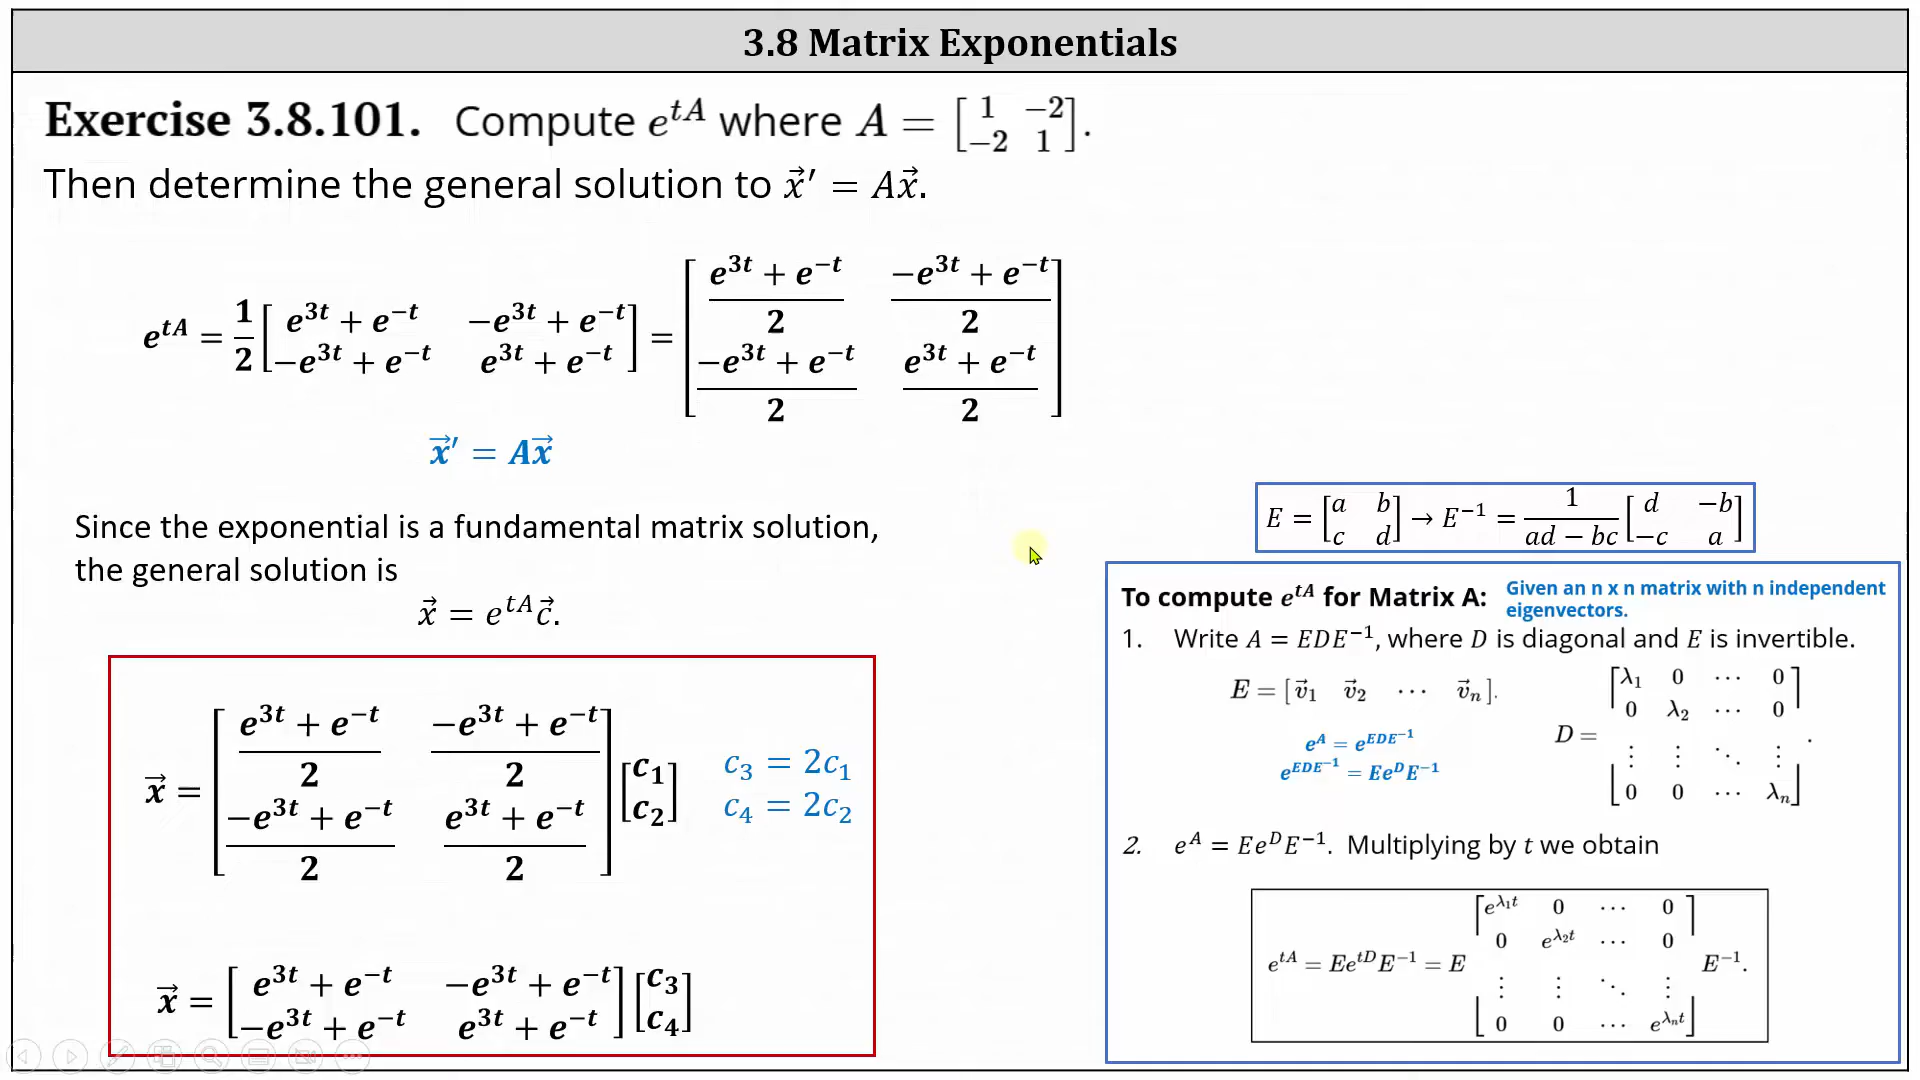 3.8 Matrix Exponentials
Exercise 3.8.101. Compute e^{tA} where A = [1 −2; −2 1].
Then determine the general solution to x⃗′ = Ax⃗.
e^{tA} = 1/2 [e^{3t} + e^{−t} −e^{3t} + e^{−t}; −e^{3t} + e^{−t} e^{3t} + e^{−t}] = [(e^{3t} + e^{−t})/2 (−e^{3t} + e^{−t})/2; (−e^{3t} + e^{−t})/2 (e^{3t} + e^{−t})/2]
x⃗′ = Ax⃗
Since the exponential is a fundamental matrix solution,
the general solution is
x⃗ = e^{tA}c⃗.
x⃗ = [(e^{3t} + e^{−t})/2 (−e^{3t} + e^{−t})/2; (−e^{3t} + e^{−t})/2 (e^{3t} + e^{−t})/2] [c₁; c₂]
c₃ = 2c₁
c₄ = 2c₂
x⃗ = [e^{3t} + e^{−t} −e^{3t} + e^{−t}; −e^{3t} + e^{−t} e^{3t} + e^{−t}] [c₃; c₄]
E = [a b; c d] → E^{−1} = 1/(ad − bc) [d −b; −c a]
To compute e^{tA} for Matrix A:
Given an n x n matrix with n independent
eigenvectors.
1. Write A = EDE^{−1}, where D is diagonal and E is invertible.
E = [v⃗₁ v⃗₂ ⋯ v⃗ₙ].
D = [λ₁ 0 ⋯ 0; 0 λ₂ ⋯ 0; ⋮ ⋮ ⋱ ⋮; 0 0 ⋯ λₙ].
e^A = e^{EDE^{−1}}
e^{EDE^{−1}} = Ee^DE^{−1}
2. e^A = Ee^DE^{−1}. Multiplying by t we obtain
e^{tA} = Ee^{tD}E^{−1} = E [e^{λ₁t} 0 ⋯ 0; 0 e^{λ₂t} ⋯ 0; ⋮ ⋮ ⋱ ⋮; 0 0 ⋯ e^{λₙt}] E^{−1}.